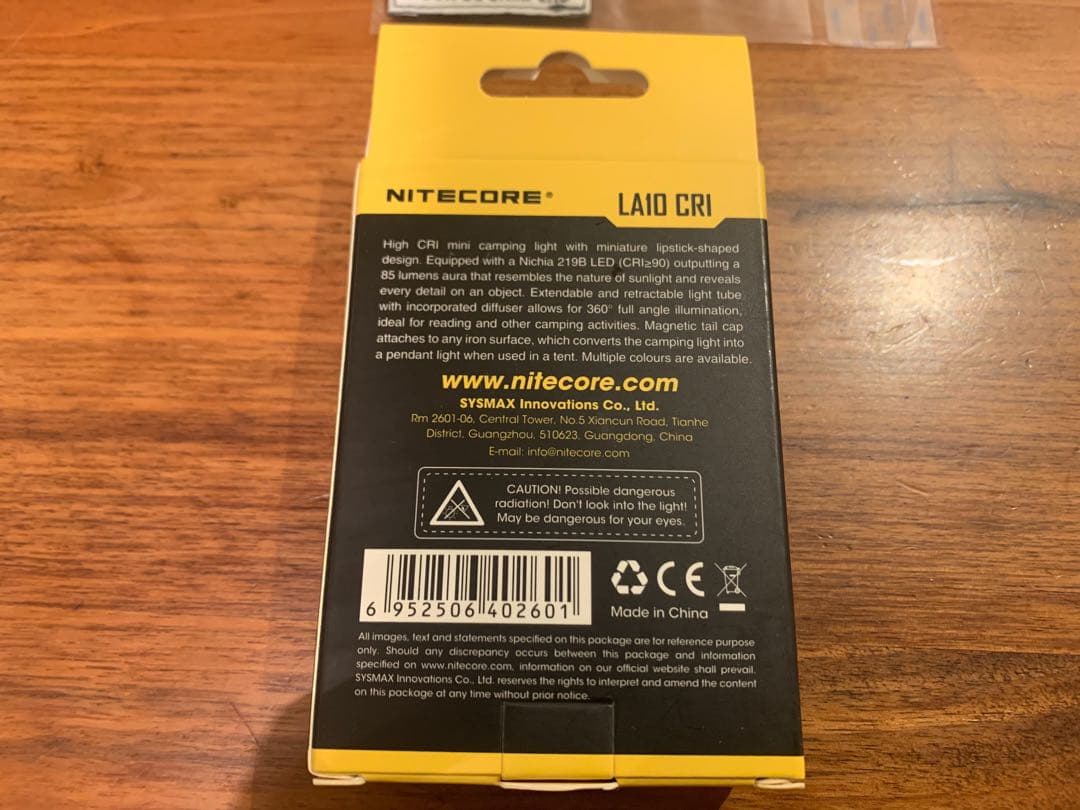 NITECORE®
LA10 CRI
High CRI mini camping light with miniature lipstick-shaped
design. Equipped with a Nichia 219B LED (CRI≥90) outputting a
85 lumens aura that resembles the nature of sunlight and reveals
every detail on an object. Extendable and retractable light tube
with incorporated diffuser allows for 360° full angle illumination,
ideal for reading and other camping activities. Magnetic tail cap
attaches to any iron surface, which converts the camping light into
a pendant light when used in a tent. Multiple colours are available.
www.nitecore.com
SYSMAX Innovations Co., Ltd.
Rm 2601-06, Central Tower, No.5 Xiancun Road, Tianhe
District, Guangzhou, 510623, Guangdong, China
E-mail: info@nitecore.com
CAUTION! Possible dangerous
radiation! Don't look into the light!
May be dangerous for your eyes.
6 952506 402601
CE
Made in China
All images, text and statements specified on this package are for reference purpose
only. Should any discrepancy occurs between this package and information
specified on www.nitecore.com, information on our official website shall prevail.
SYSMAX Innovations Co., Ltd. reserves the rights to interpret and amend the content
on this package at any time without prior notice.